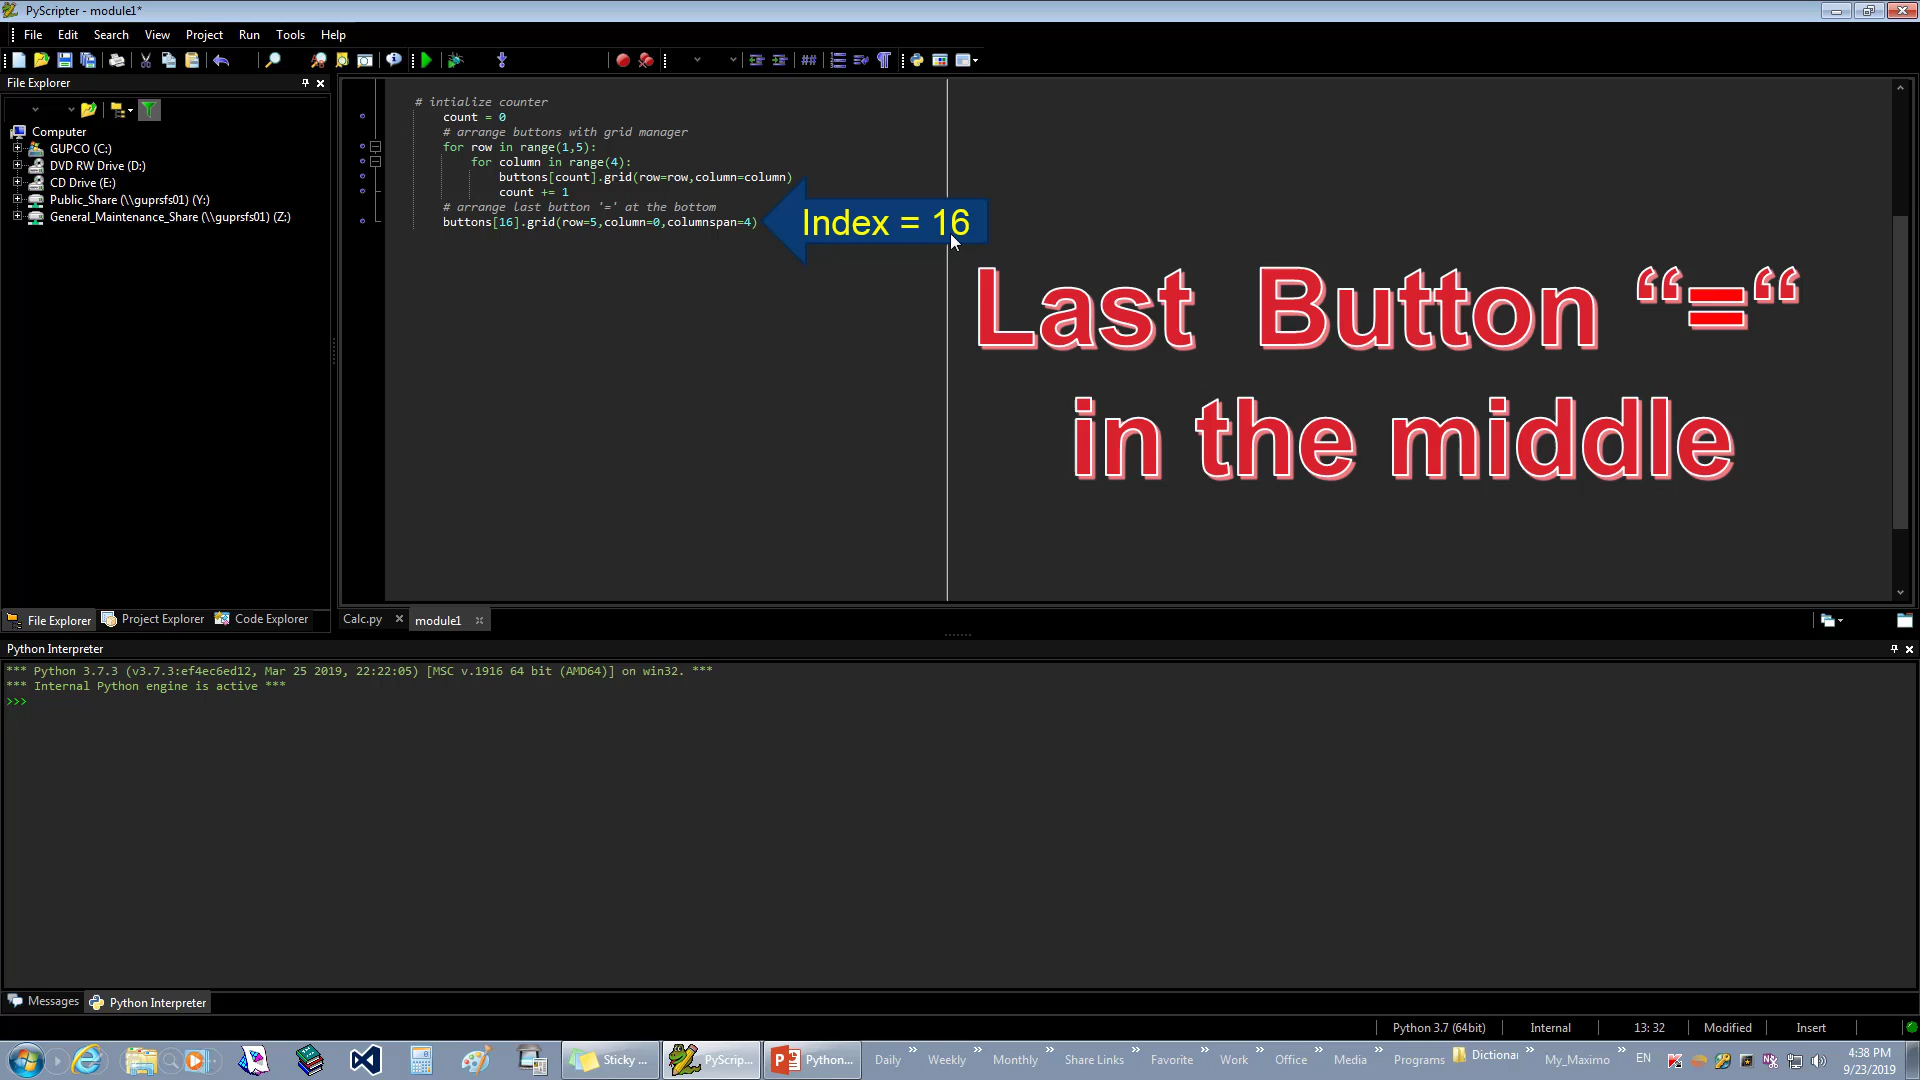 PyScripter - module1*
File Edit Search View Project Run Tools Help
File Explorer
Computer
GUPCO (C:)
DVD RW Drive (D:)
CD Drive (E:)
Public_Share (\\guprsfs01) (Y:)
General_Maintenance_Share (\\guprsfs01) (Z:)
# intialize counter
count = 0
# arrange buttons with grid manager
for row in range(1,5):
for column in range(4):
buttons[count].grid(row=row,column=column)
count += 1
# arrange last button '=' at the bottom
buttons[16].grid(row=5,column=0,columnspan=4)
Index = 16
Last Button “=“
in the middle
File Explorer Project Explorer Code Explorer
Calc.py module1
Python Interpreter
*** Python 3.7.3 (v3.7.3:ef4ec6ed12, Mar 25 2019, 22:22:05) [MSC v.1916 64 bit (AMD64)] on win32. ***
*** Internal Python engine is active ***
>>>
Messages Python Interpreter
Python 3.7 (64bit) Internal 13: 32 Modified Insert
Sticky ... PyScrip... Python... Daily » Weekly » Monthly » Share Links » Favorite » Work » Office » Media » Programs » Dictionar » My_Maximo » EN
4:38 PM
9/23/2019